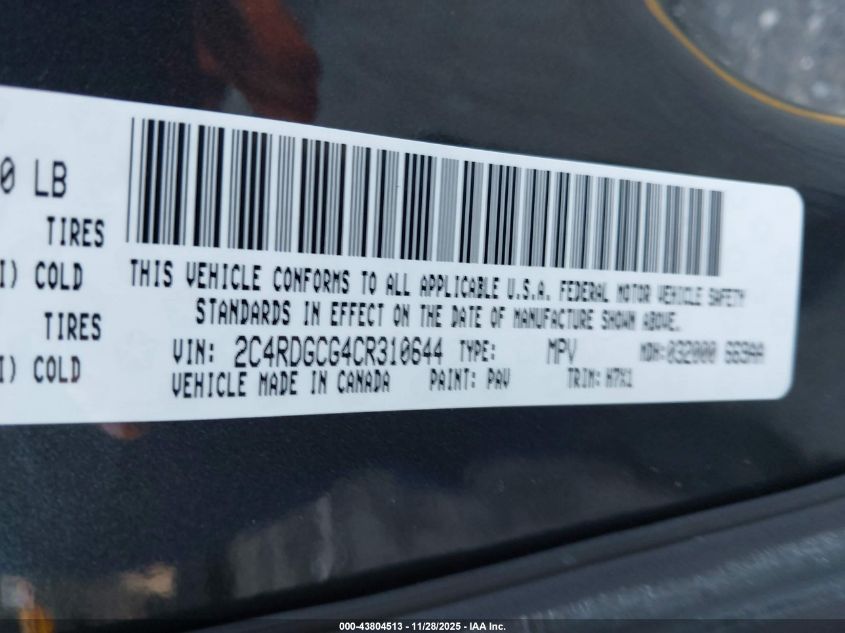 0 LB
TIRES
I) COLD
TIRES
I) COLD
THIS VEHICLE CONFORMS TO ALL APPLICABLE U.S.A. FEDERAL MOTOR VEHICLE SAFETY
STANDARDS IN EFFECT ON THE DATE OF MANUFACTURE SHOWN ABOVE.
VIN: 2C4RDGCG4CR310644 TYPE: MPV MDH:032000 669AA
VEHICLE MADE IN CANADA PAINT: PAV TRIM: H7X1
000-43804513 - 11/28/2025 - IAA Inc.